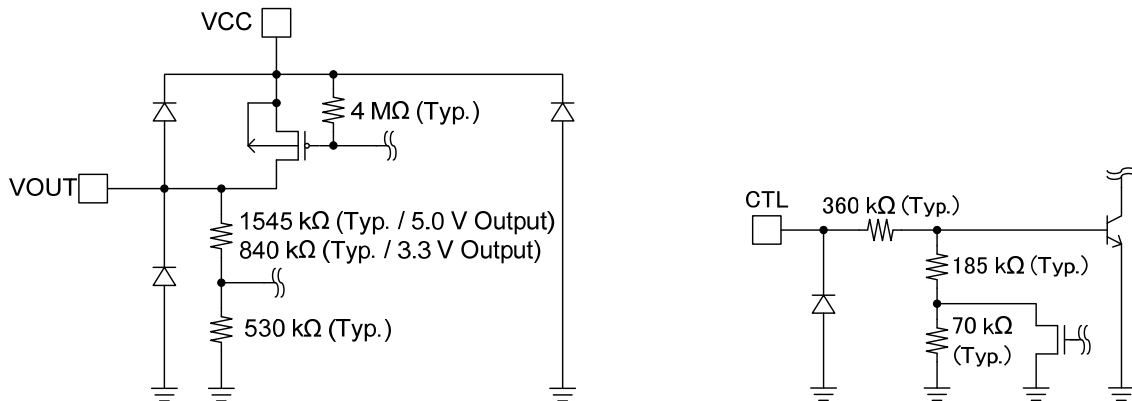 VCC
4 MΩ (Typ.)
VOUT
1545 kΩ (Typ. / 5.0 V Output)
840 kΩ (Typ. / 3.3 V Output)
530 kΩ (Typ.)
CTL
360 kΩ (Typ.)
185 kΩ (Typ.)
70 kΩ
(Typ.)